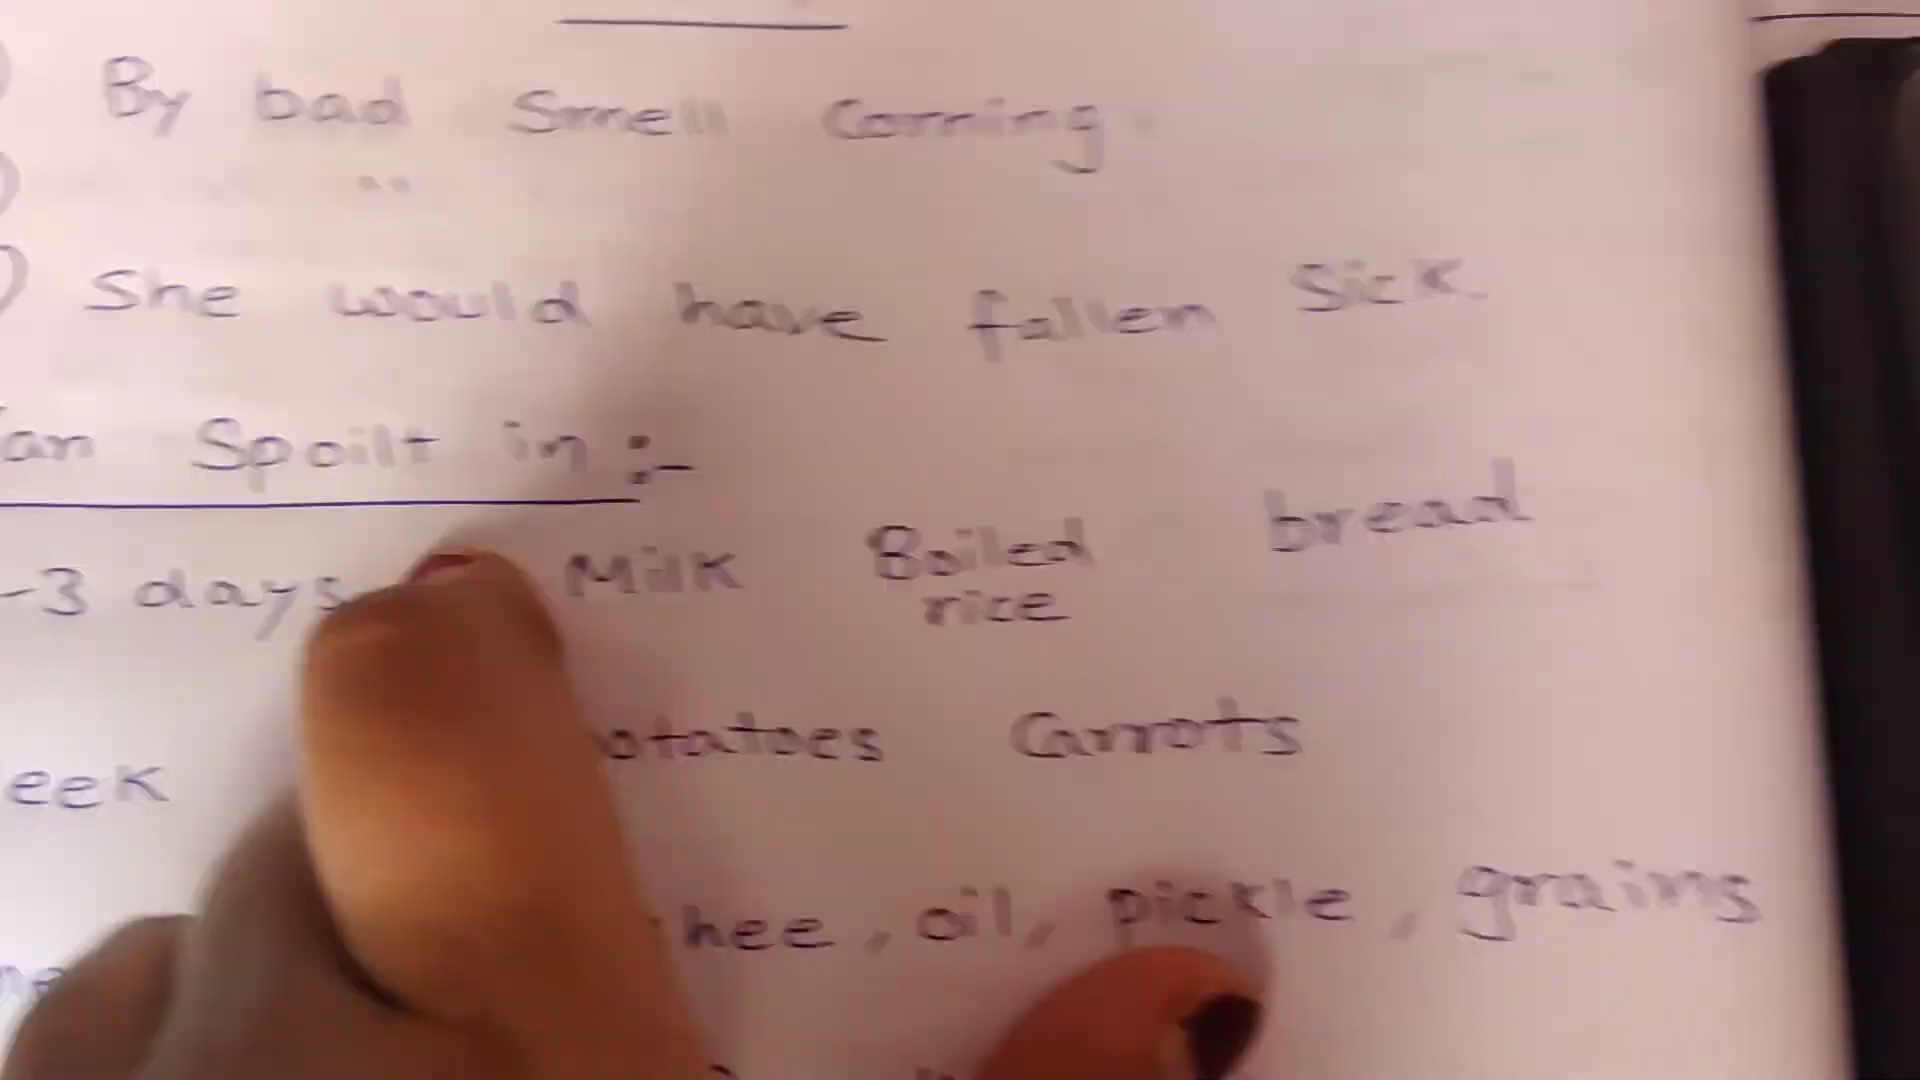 By bad smell coming.
She would have fallen sick.
an Spoilt in :-
-3 days Milk Boiled rice bread
eek otatoes Carrots
hee, oil, pickle, grains